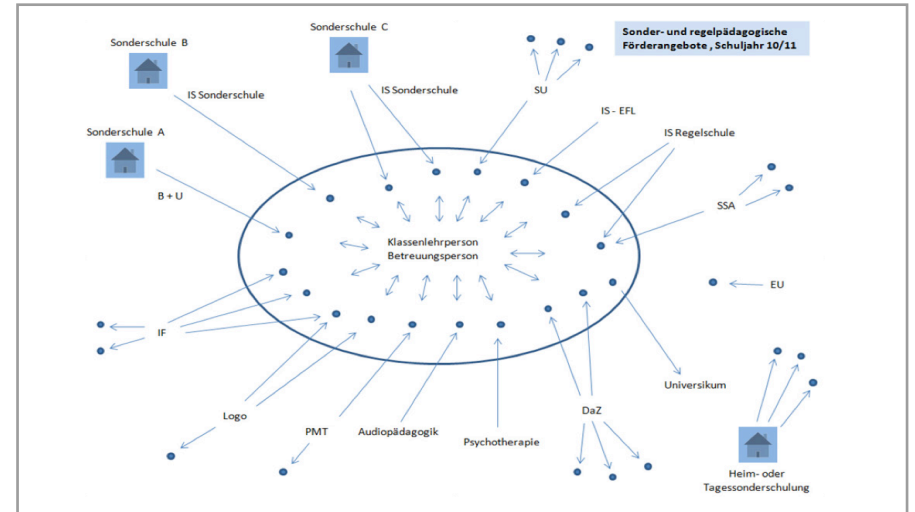 Sonder- und regelpädagogische
Förderangebote , Schuljahr 10/11
Sonderschule B
Sonderschule C
IS Sonderschule
IS Sonderschule
SU
IS - EFL
IS Regelschule
Sonderschule A
B + U
SSA
Klassenlehrperson
Betreuungsperson
EU
IF
Universikum
Logo
PMT
Audiopädagogik
Psychotherapie
DaZ
Heim- oder
Tagessonderschulung